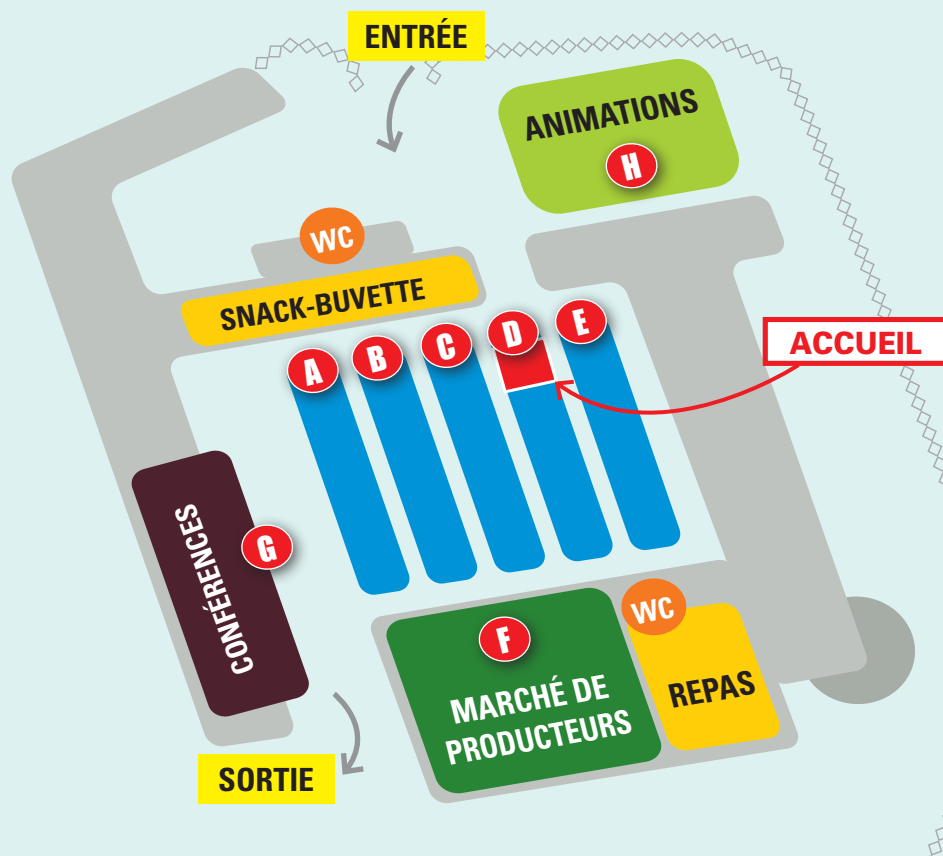 ENTRÉE
ANIMATIONS
H
WC
SNACK-BUVETTE
A
B
C
D
E
ACCUEIL
CONFÉRENCES
G
F
MARCHÉ DE
PRODUCTEURS
WC
REPAS
SORTIE